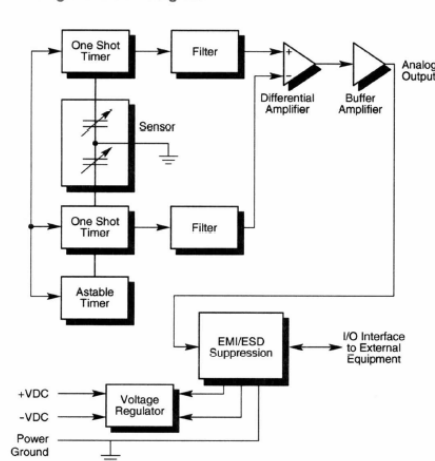 One Shot
Timer
Filter
+
−
Analog
Output
Differential
Amplifier
Buffer
Amplifier
Sensor
One Shot
Timer
Filter
Astable
Timer
EMI/ESD
Suppression
I/O Interface
to External
Equipment
+VDC
−VDC
Voltage
Regulator
Power
Ground